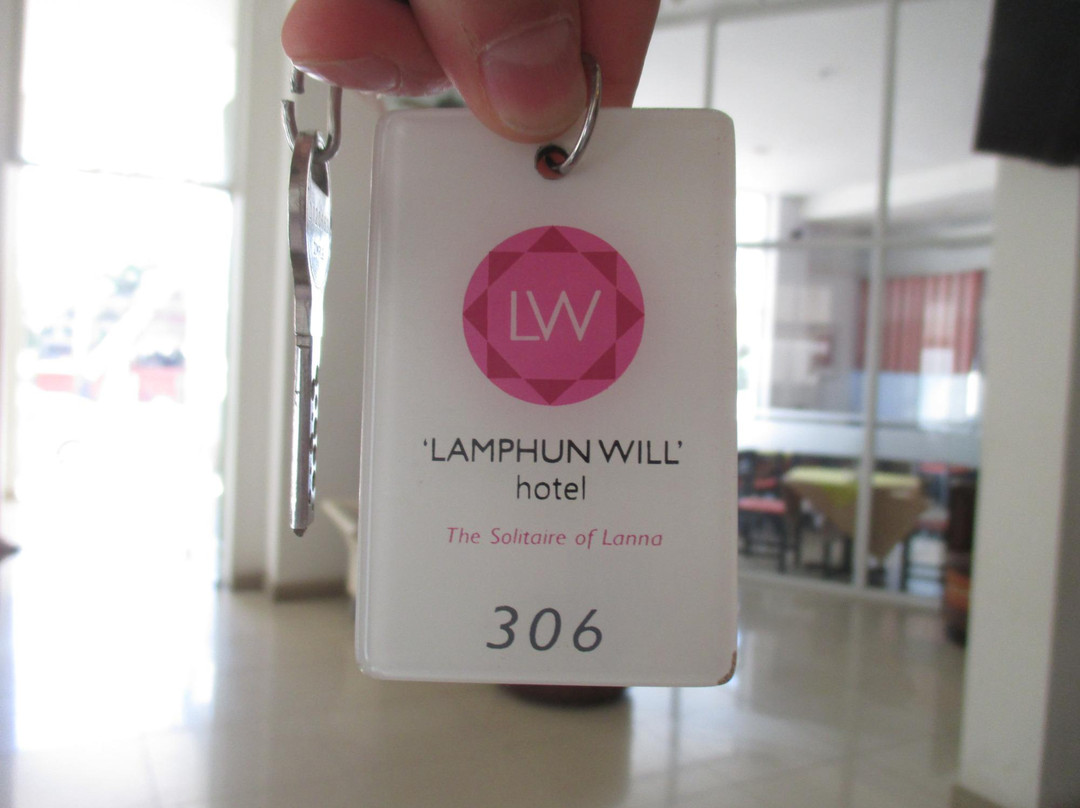 LW
‘LAMPHUN WILL’
hotel
The Solitaire of Lanna
306